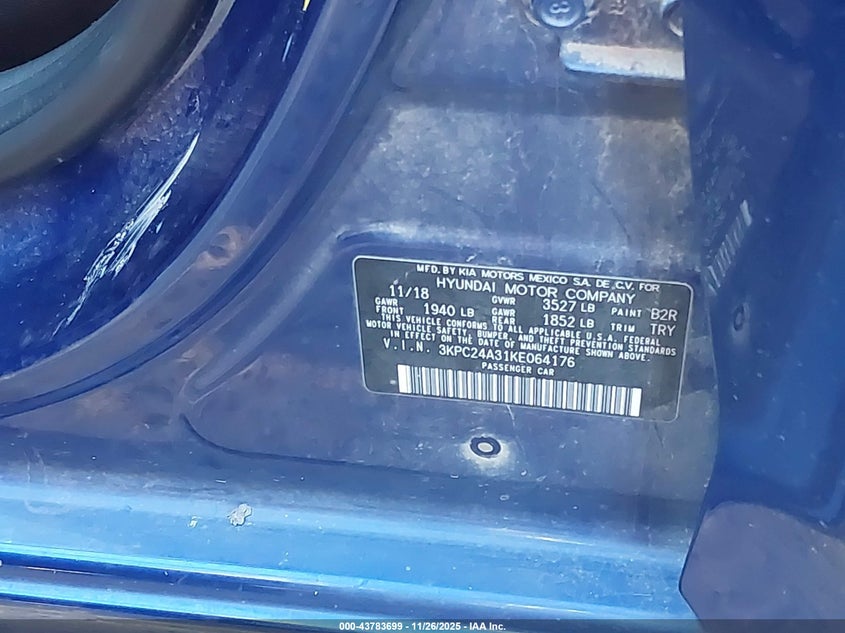 MFD. BY KIA MOTORS MEXICO S.A. DE .C.V. FOR
HYUNDAI MOTOR COMPANY
11/18 GVWR 3527 LB PAINT B2R
GAWR FRONT 1940 LB GAWR REAR 1852 LB TRIM TRY
THIS VEHICLE CONFORMS TO ALL APPLICABLE U.S.A. FEDERAL
MOTOR VEHICLE SAFETY BUMPER, AND THEFT PREVENTION STANDARDS
IN EFFECT ON THE DATE OF MANUFACTURE SHOWN ABOVE.
V.I.N. 3KPC24A31KE064176
PASSENGER CAR
000-43783699 - 11/26/2025 - IAA Inc.